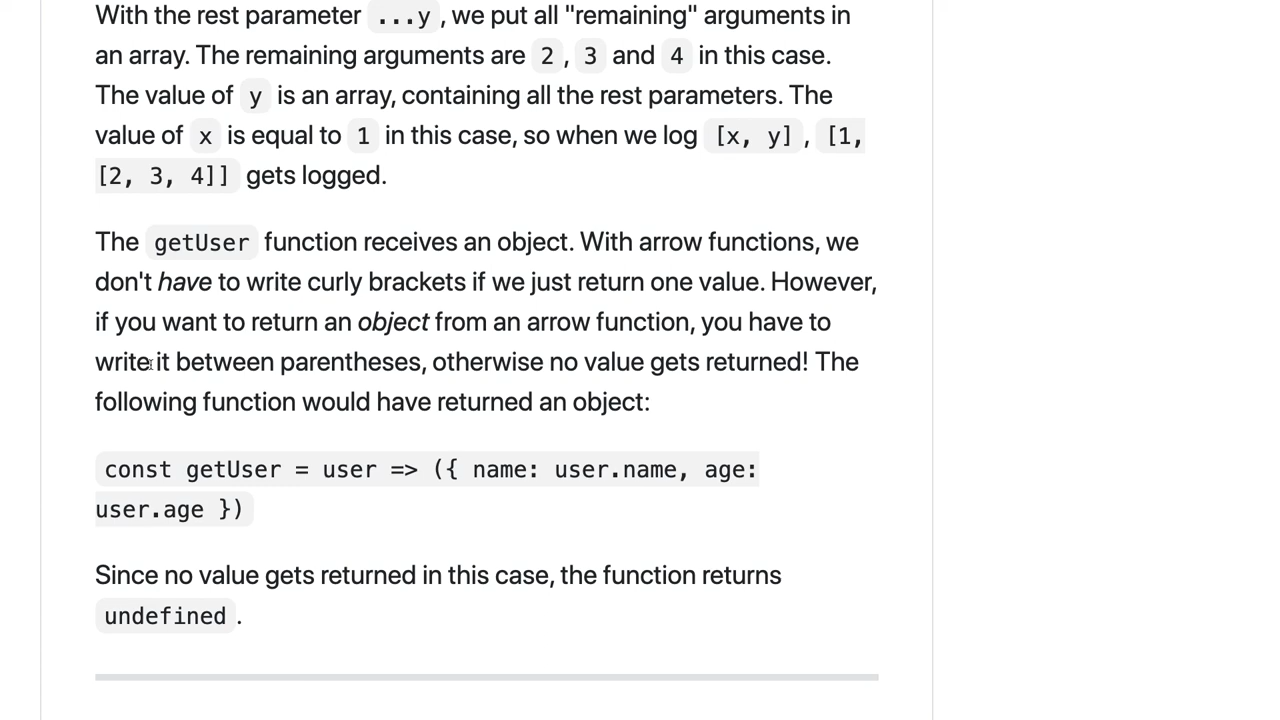 With the rest parameter ...y, we put all "remaining" arguments in
an array. The remaining arguments are 2, 3 and 4 in this case.
The value of y is an array, containing all the rest parameters. The
value of x is equal to 1 in this case, so when we log [x, y], [1,
[2, 3, 4]] gets logged.
The getUser function receives an object. With arrow functions, we
don't have to write curly brackets if we just return one value. However,
if you want to return an object from an arrow function, you have to
write it between parentheses, otherwise no value gets returned! The
following function would have returned an object:
const getUser = user => ({ name: user.name, age:
user.age })
Since no value gets returned in this case, the function returns
undefined.